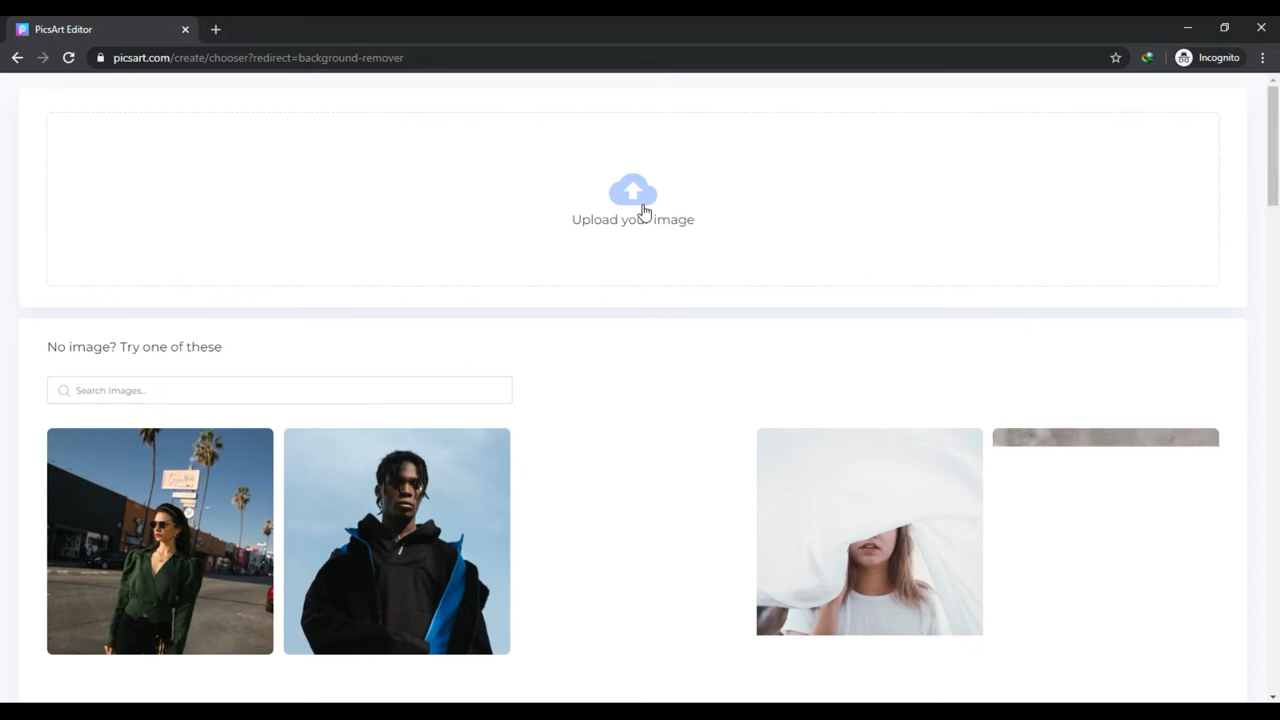 PicsArt Editor
picsart.com/create/chooser?redirect=background-remover
Incognito
Upload your image
No image? Try one of these
Search Images...